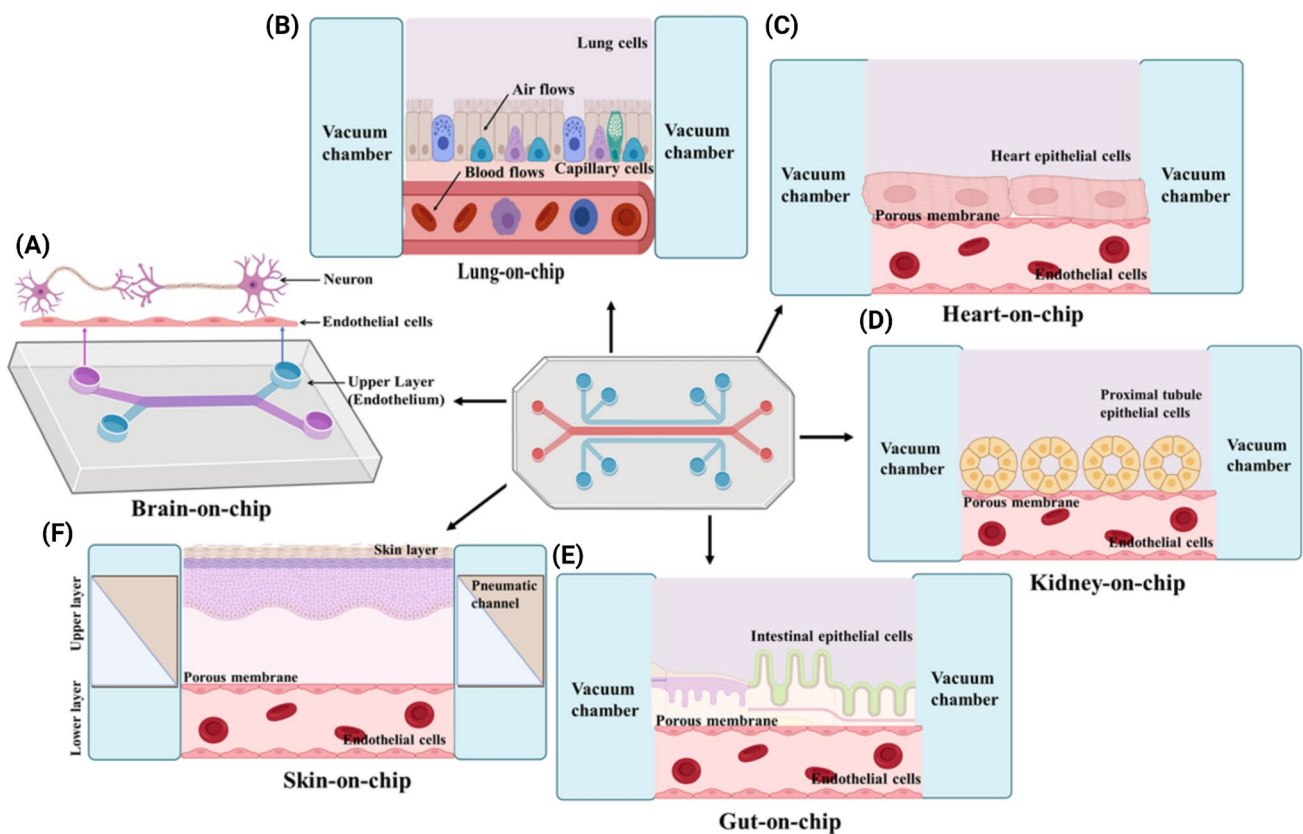 (A)
Neuron
Endothelial cells
Upper Layer
(Endothelium)
Brain-on-chip
(B)
Vacuum
chamber
Lung cells
Air flows
Blood flows
Capillary cells
Vacuum
chamber
Lung-on-chip
(C)
Vacuum
chamber
Heart epithelial cells
Porous membrane
Endothelial cells
Vacuum
chamber
Heart-on-chip
(D)
Vacuum
chamber
Proximal tubule
epithelial cells
Porous membrane
Endothelial cells
Vacuum
chamber
Kidney-on-chip
(E)
Vacuum
chamber
Intestinal epithelial cells
Porous membrane
Endothelial cells
Vacuum
chamber
Gut-on-chip
(F)
Upper layer
Lower layer
Skin layer
Pneumatic
channel
Porous membrane
Endothelial cells
Skin-on-chip